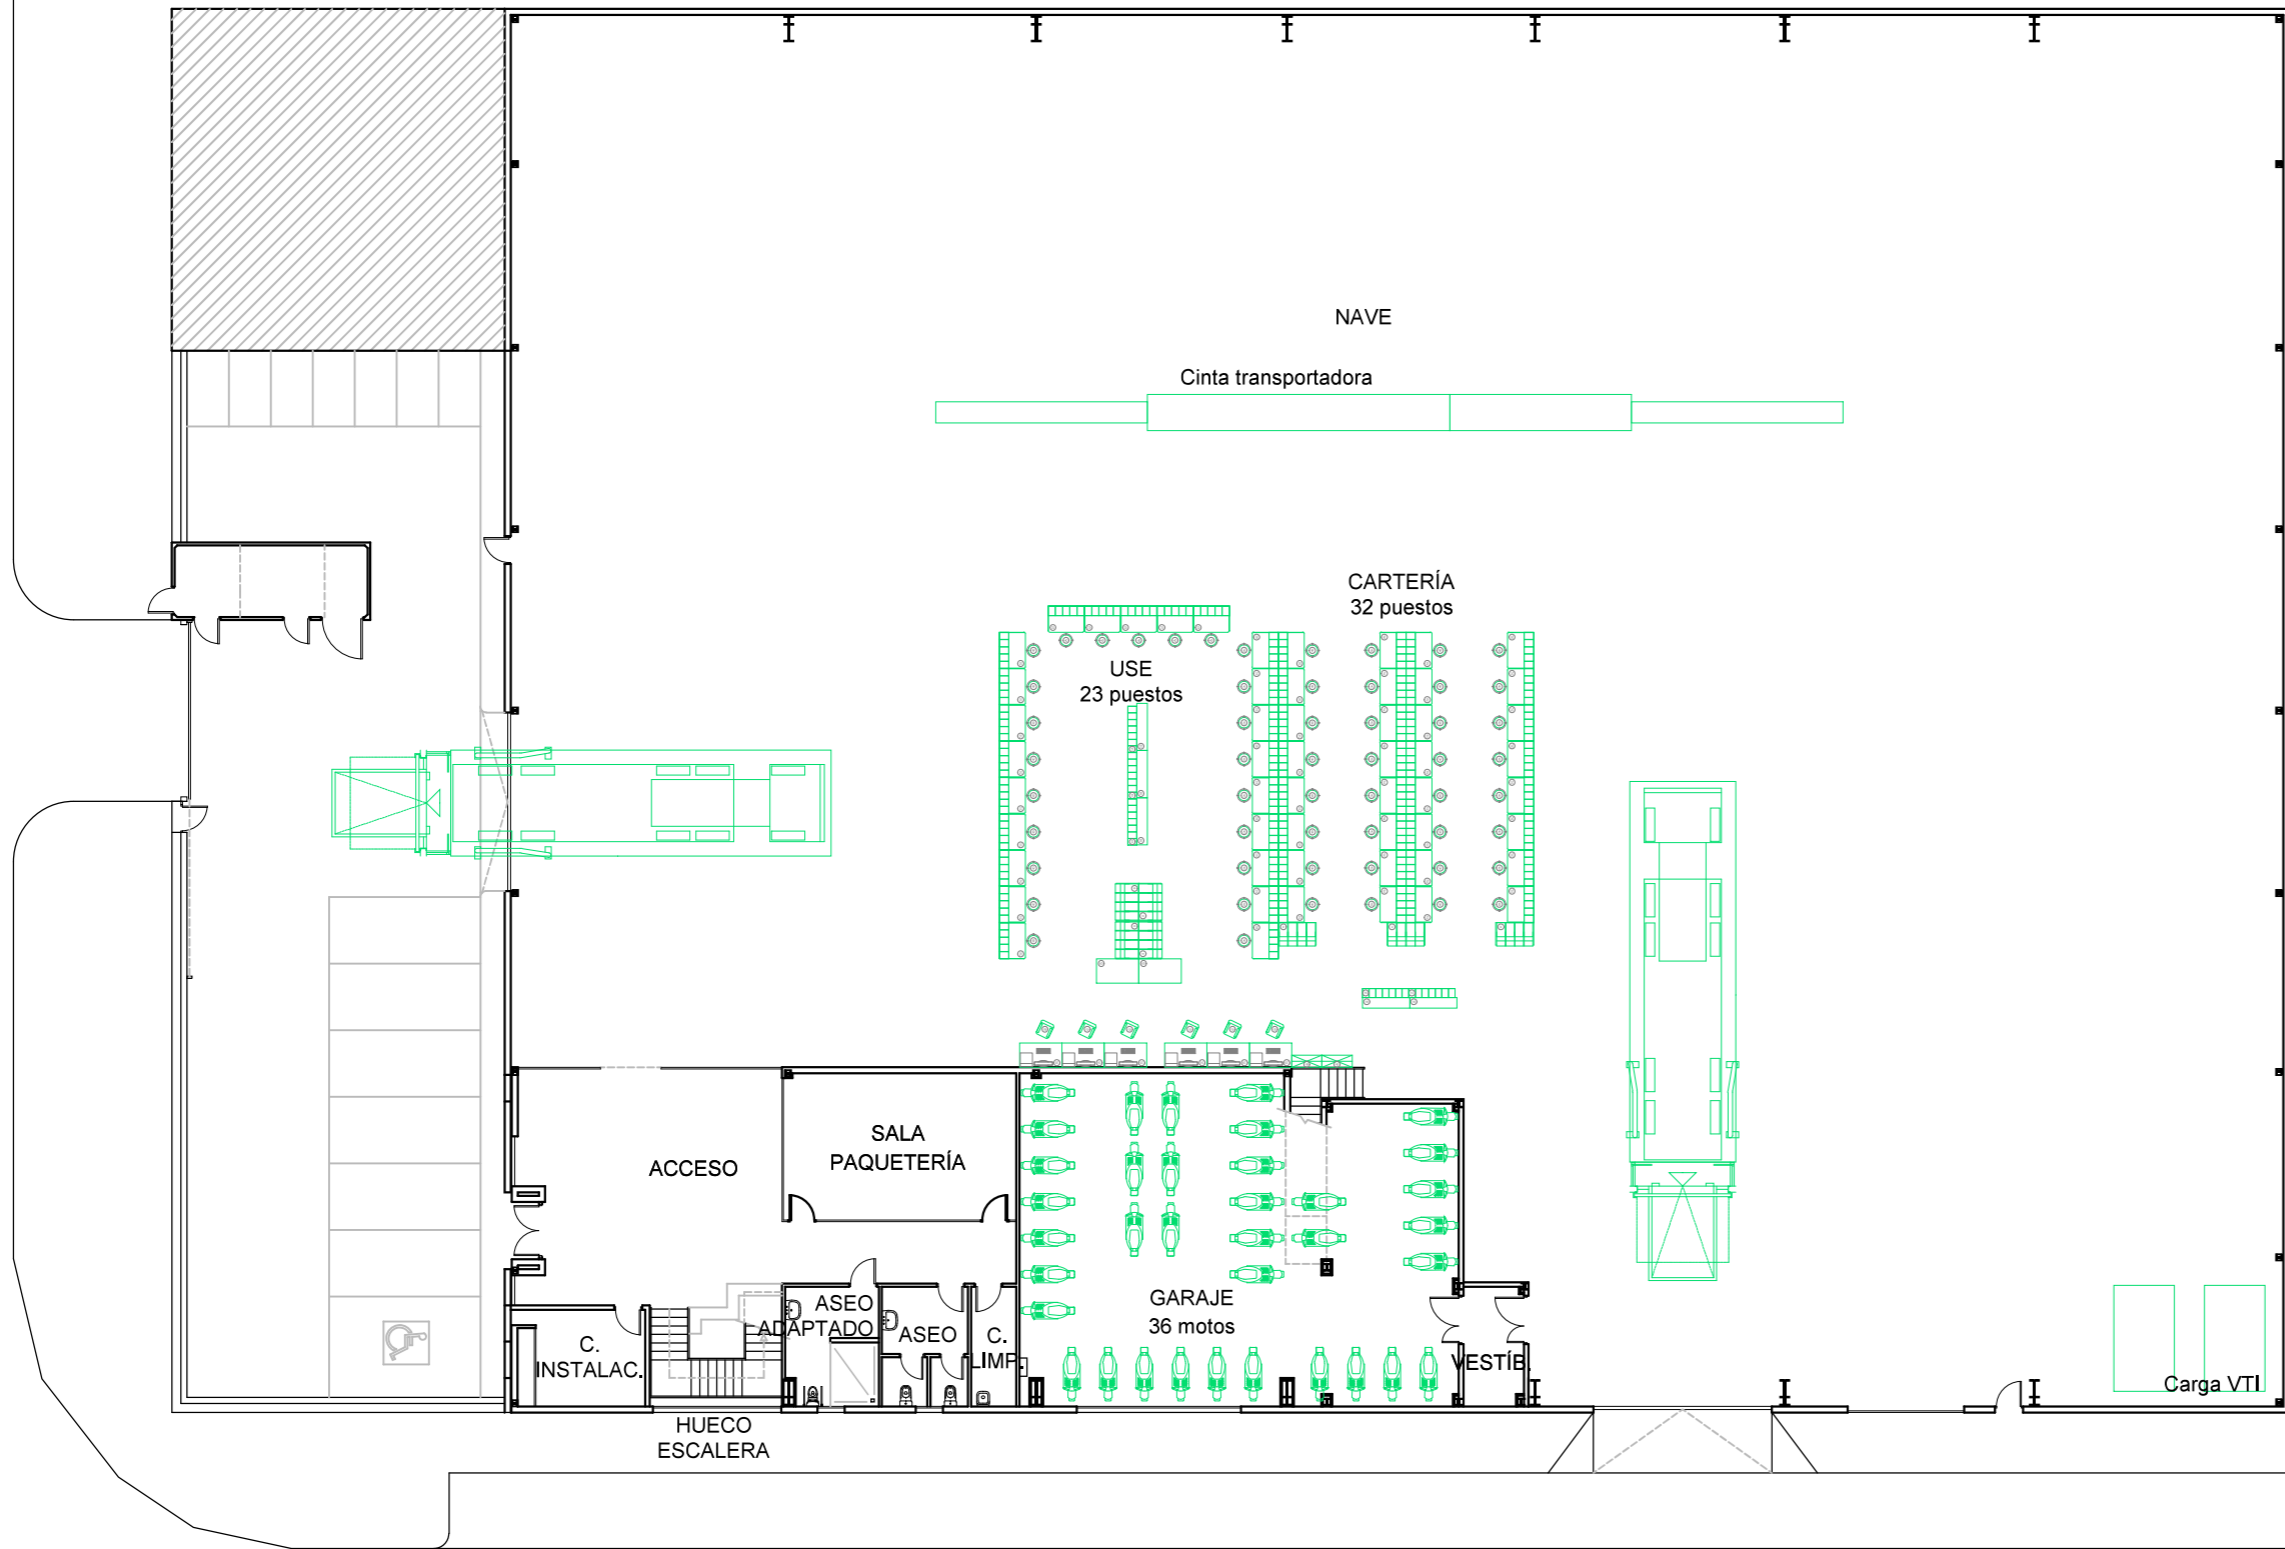 NAVE
Cinta transportadora
CARTERÍA
32 puestos
USE
23 puestos
SALA
PAQUETERÍA
ACCESO
GARAJE
36 motos
ASEO
ADAPTADO
ASEO
C.
LIMP.
C.
INSTALAC.
VESTÍB.
Carga VTI
HUECO
ESCALERA